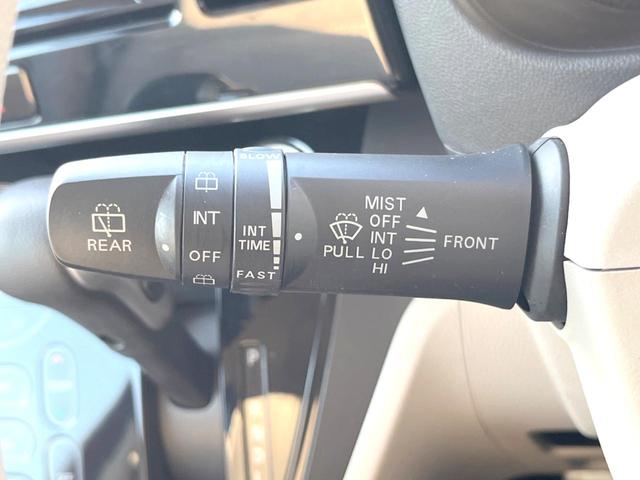 REAR
INT
OFF
SLOW
INT
TIME
FAST
PULL
MIST
OFF
INT
LO
HI
FRONT
P